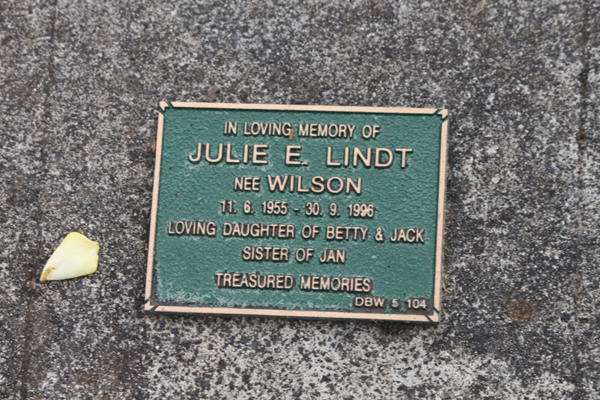 IN LOVING MEMORY OF
JULIE E. LINDT
NEE WILSON
11. 6. 1955 - 30. 9. 1996
LOVING DAUGHTER OF BETTY & JACK
SISTER OF JAN
TREASURED MEMORIES
DBW 5 104